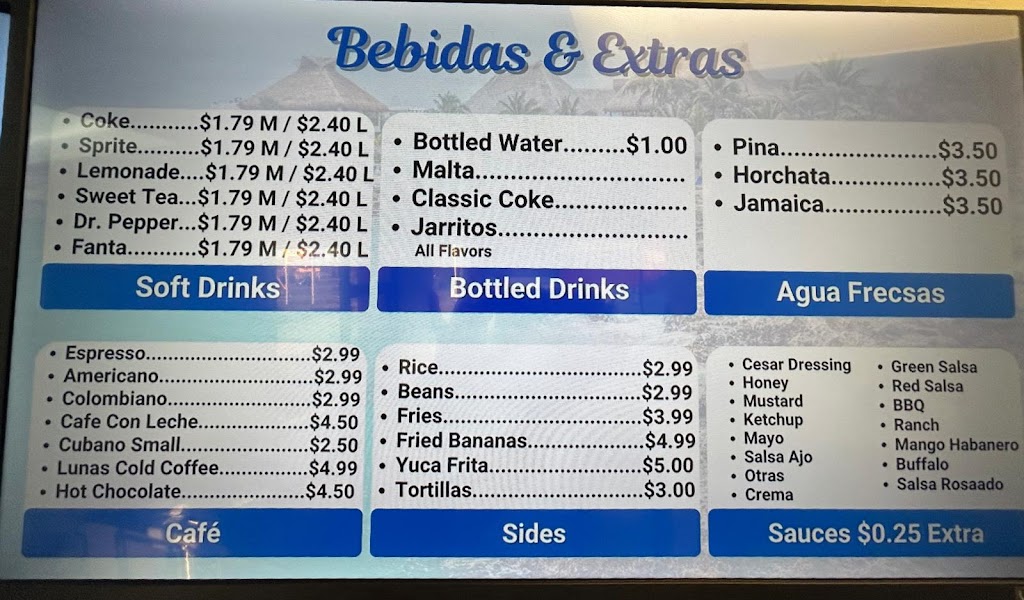 Bebidas & Extras
• Coke...........$1.79 M / $2.40 L
• Sprite..........$1.79 M / $2.40 L
• Lemonade....$1.79 M / $2.40 L
• Sweet Tea...$1.79 M / $2.40 L
• Dr. Pepper...$1.79 M / $2.40 L
• Fanta...........$1.79 M / $2.40 L
Soft Drinks
• Bottled Water.........$1.00
• Malta...............................
• Classic Coke...................
• Jarritos............................
All Flavors
Bottled Drinks
• Pina.......................$3.50
• Horchata................$3.50
• Jamaica.................$3.50
Agua Frecsas
• Espresso..............................$2.99
• Americano............................$2.99
• Colombiano..........................$2.99
• Cafe Con Leche....................$4.50
• Cubano Small.......................$2.50
• Lunas Cold Coffee................$4.99
• Hot Chocolate.......................$4.50
Café
• Rice.................................$2.99
• Beans..............................$2.99
• Fries................................$3.99
• Fried Bananas..................$4.99
• Yuca Frita.........................$5.00
• Tortillas............................$3.00
Sides
• Cesar Dressing
• Honey
• Mustard
• Ketchup
• Mayo
• Salsa Ajo
• Otras
• Crema
• Green Salsa
• Red Salsa
• BBQ
• Ranch
• Mango Habanero
• Buffalo
• Salsa Rosaado
Sauces $0.25 Extra